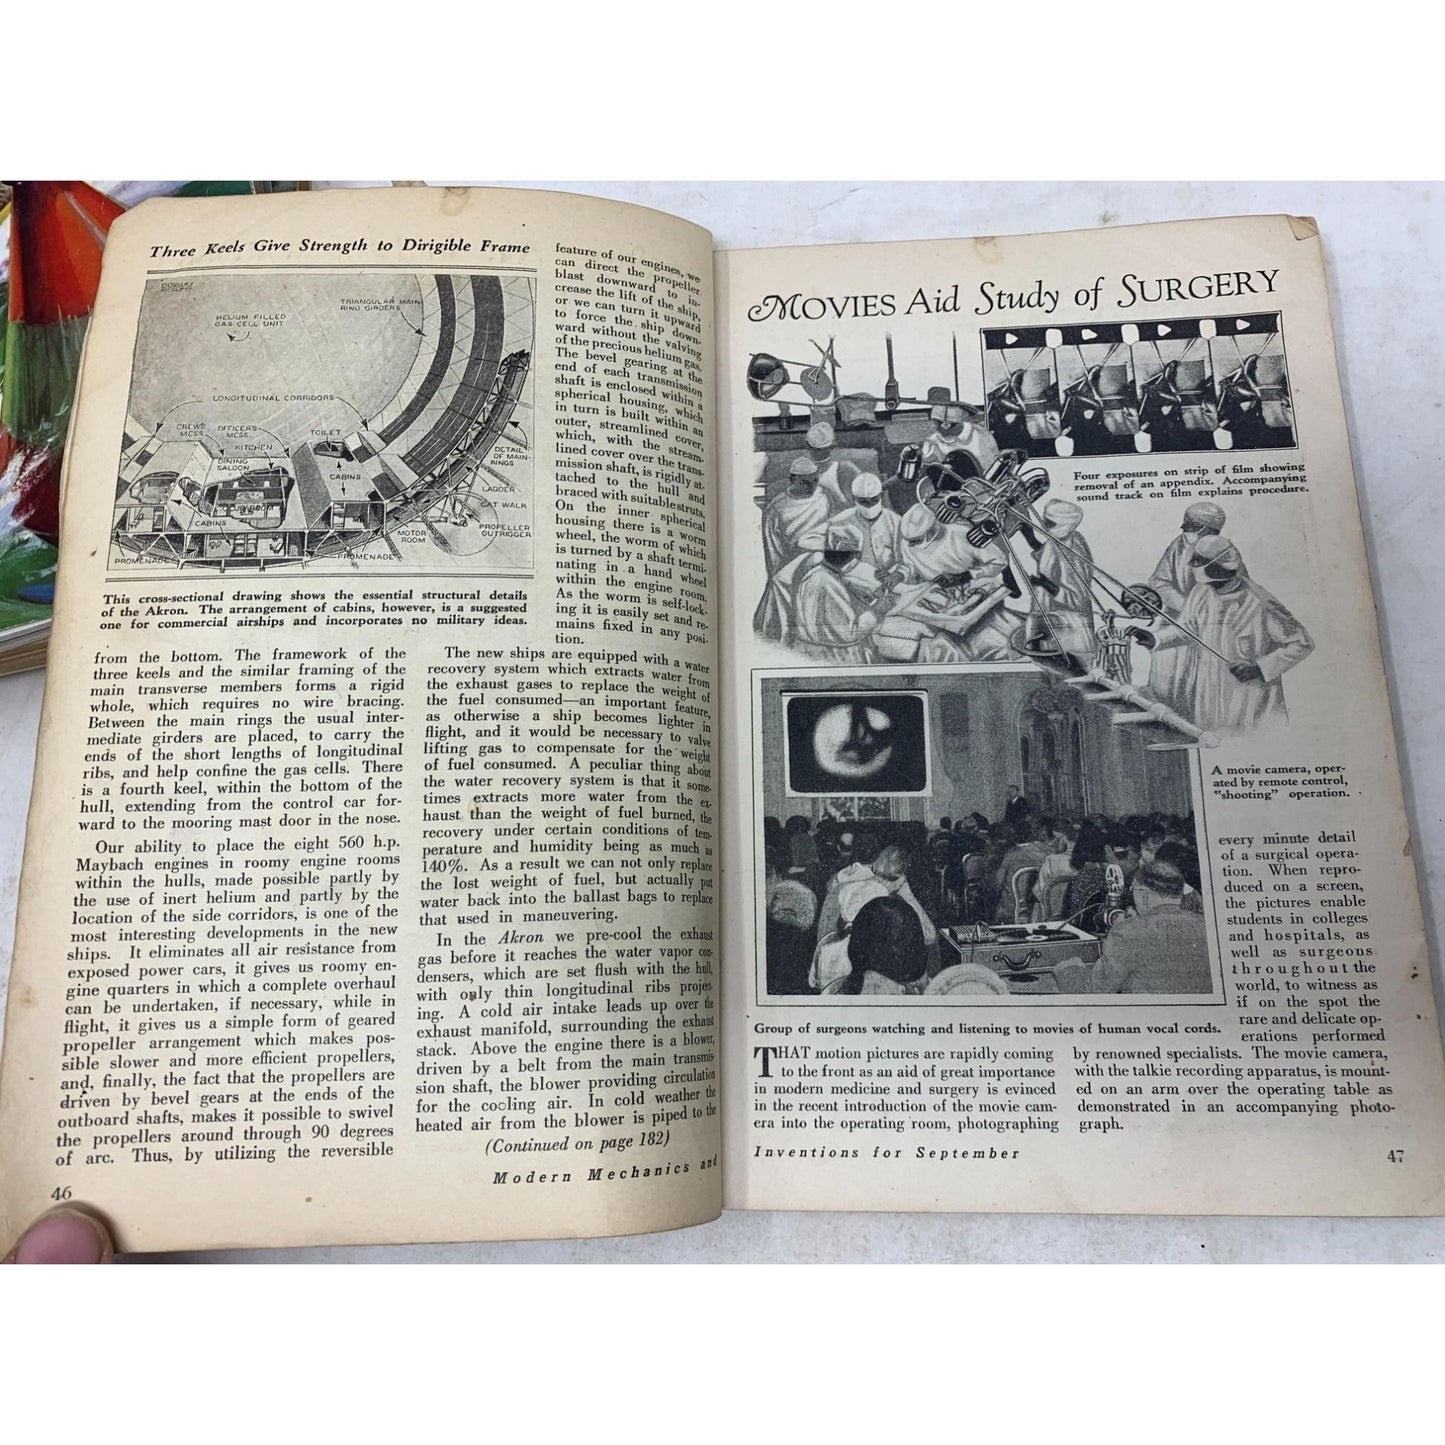 Three Keels Give Strength to Dirigible Frame
HELIUM FILLED
GAS CELL UNIT
TRIANGULAR MAIN
RING GIRDERS
LONGITUDINAL CORRIDORS
CREW'S
MESS
OFFICER'S
MESS
KITCHEN
DINING
SALOON
TOILET
CABINS
CABINS
DETAIL
OF MAIN-
RINGS
LADDER
CAT WALK
PROPELLER
OUTRIGGER
MOTOR
ROOM
PROMENADE
PROMENADE
This cross-sectional drawing shows the essential structural details
of the Akron. The arrangement of cabins, however, is a suggested
one for commercial airships and incorporates no military ideas.
from the bottom. The framework of the
three keels and the similar framing of the
main transverse members forms a rigid
whole, which requires no wire bracing.
Between the main rings the usual inter-
mediate girders are placed, to carry the
ends of the short lengths of longitudinal
ribs, and help confine the gas cells. There
is a fourth keel, within the bottom of the
hull, extending from the control car for-
ward to the mooring mast door in the nose.
Our ability to place the eight 560 h.p.
Maybach engines in roomy engine rooms
within the hulls, made possible partly by
the use of inert helium and partly by the
location of the side corridors, is one of the
most interesting developments in the new
ships. It eliminates all air resistance from
exposed power cars, it gives us roomy en-
gine quarters in which a complete overhaul
can be undertaken, if necessary, while in
flight, it gives us a simple form of geared
propeller arrangement which makes pos-
sible slower and more efficient propellers,
and, finally, the fact that the propellers are
driven by bevel gears at the ends of the
outboard shafts, makes it possible to swivel
the propellers around through 90 degrees
of arc. Thus, by utilizing the reversible
feature of our engines, we
can direct the propeller
blast downward to in-
crease the lift of the ship,
or we can turn it upward
to force the ship down-
ward without the valving
of the precious helium gas.
The bevel gearing at the
end of each transmission
shaft is enclosed within a
spherical housing, which
in turn is built within an
outer, streamlined cover,
which, with the stream-
lined cover over the trans-
mission shaft, is rigidly at-
tached to the hull and
braced with suitable struts.
On the inner spherical
housing there is a worm
wheel, the worm of which
is turned by a shaft termi-
nating in a hand wheel
within the engine room.
As the worm is self-lock-
ing it is easily set and re-
mains fixed in any posi-
tion.
The new ships are equipped with a water
recovery system which extracts water from
the exhaust gases to replace the weight of
the fuel consumed—an important feature,
as otherwise a ship becomes lighter in
flight, and it would be necessary to valve
lifting gas to compensate for the weight
of fuel consumed. A peculiar thing about
the water recovery system is that it some-
times extracts more water from the ex-
haust than the weight of fuel burned, the
recovery under certain conditions of tem-
perature and humidity being as much as
140%. As a result we can not only replace
the lost weight of fuel, but actually put
water back into the ballast bags to replace
that used in maneuvering.
In the Akron we pre-cool the exhaust
gas before it reaches the water vapor con-
densers, which are set flush with the hull,
with only thin longitudinal ribs project-
ing. A cold air intake leads up over the
exhaust manifold, surrounding the exhaust
stack. Above the engine there is a blower,
driven by a belt from the main transmis-
sion shaft, the blower providing circulation
for the cooling air. In cold weather the
heated air from the blower is piped to the
(Continued on page 182)
46
Modern Mechanics and
MOVIES Aid Study of SURGERY
Four exposures on strip of film showing
removal of an appendix. Accompanying
sound track on film explains procedure.
A movie camera, oper-
ated by remote control,
"shooting" operation.
Group of surgeons watching and listening to movies of human vocal cords.
THAT motion pictures are rapidly coming
to the front as an aid of great importance
in modern medicine and surgery is evinced
in the recent introduction of the movie cam-
era into the operating room, photographing
every minute detail
of a surgical opera-
tion. When repro-
duced on a screen,
the pictures enable
students in colleges
and hospitals, as
well as surgeons
throughout the
world, to witness as
if on the spot the
rare and delicate op-
erations performed
by renowned specialists. The movie camera,
with the talkie recording apparatus, is mount-
ed on an arm over the operating table as
demonstrated in an accompanying photo-
graph.
Inventions for September
47